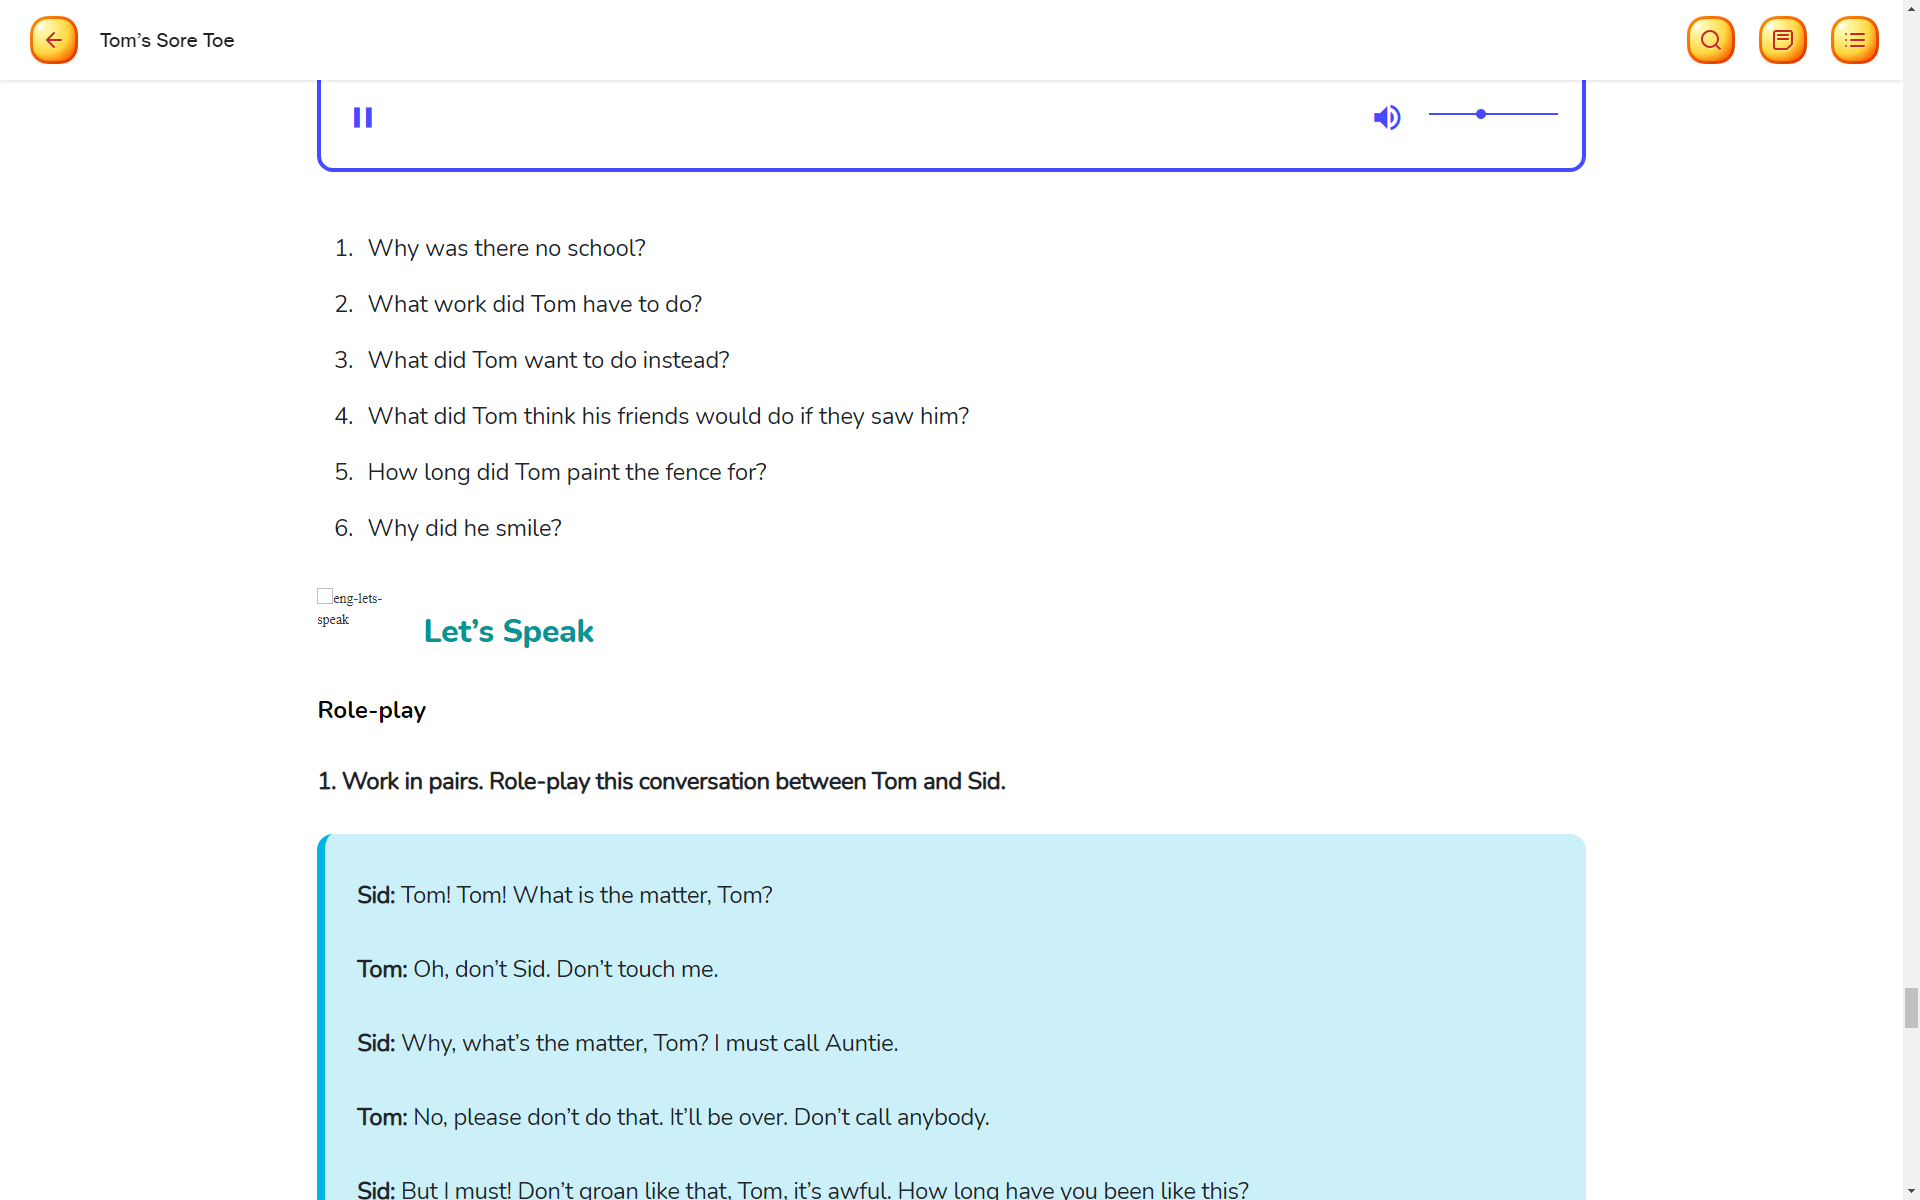 Tom’s Sore Toe
1. Why was there no school?
2. What work did Tom have to do?
3. What did Tom want to do instead?
4. What did Tom think his friends would do if they saw him?
5. How long did Tom paint the fence for?
6. Why did he smile?
eng-lets-
speak
Let’s Speak
Role-play
1. Work in pairs. Role-play this conversation between Tom and Sid.
Sid: Tom! Tom! What is the matter, Tom?
Tom: Oh, don’t Sid. Don’t touch me.
Sid: Why, what’s the matter, Tom? I must call Auntie.
Tom: No, please don’t do that. It’ll be over. Don’t call anybody.
Sid: But I must! Don’t groan like that, Tom, it’s awful. How long have you been like this?